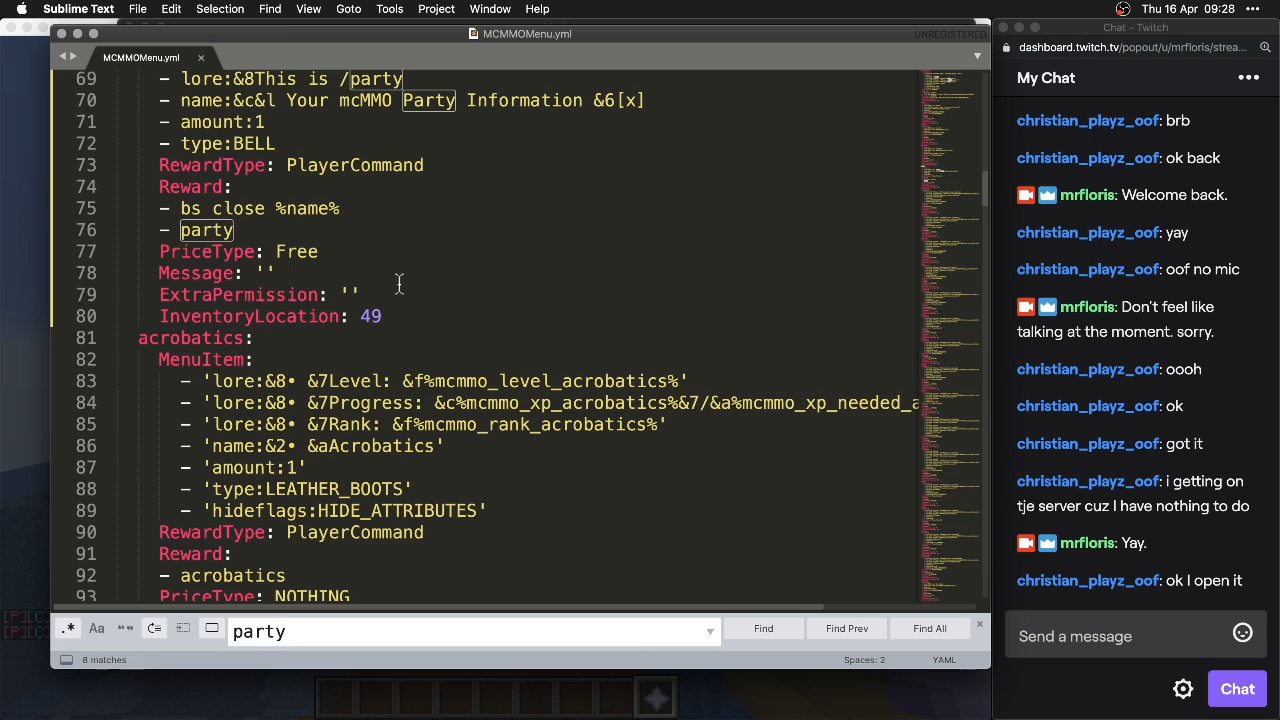 Sublime Text File Edit Selection Find View Goto Tools Project Window Help
Thu 16 Apr 09:28
MCMMOMenu.yml
UNREGISTERED
MCMMOMenu.yml
69 - lore:&8This is /party
70 - name:&c&l Your mcMMO Party Information &6[x]
71 - amount:1
72 - type:BELL
73 RewardType: PlayerCommand
74 Reward:
75 - bs close %name%
76 - party
77 PriceType: Free
78 Message: ''
79 ExtraPermission: ''
80 InventoryLocation: 49
81 acrobatics:
82 MenuItem:
83 - 'lore:&8• &7Level: &f%mcmmo_level_acrobatics%'
84 - 'lore:&8• &7Progress: &c%mcmmo_xp_acrobatics%&7/&a%mcmmo_xp_needed_a
85 - 'lore:&8• &7Rank: &f%mcmmo_rank_acrobatics%'
86 - 'name:&2• &aAcrobatics'
87 - 'amount:1'
88 - 'type:LEATHER_BOOTS'
89 - 'hideflags:HIDE_ATTRIBUTES'
90 RewardType: PlayerCommand
91 Reward:
92 - acrobatics
93 PriceType: NOTHING
.* Aa “” party Find Find Prev Find All
8 matches Spaces: 2 YAML
Chat - Twitch
dashboard.twitch.tv/popout/u/mrfloris/strea...
My Chat
christian_playz_oof: brb
christian_playz_oof: ok back
mrfloris: Welcome back.
christian_playz_oof: yay
christian_playz_oof: oof no mic
mrfloris: Don't feel like
talking at the moment. sorry.
christian_playz_oof: oooh
christian_playz_oof: ok
christian_playz_oof: got it
christian_playz_oof: i getting on
tje server cuz I have nothing to do
mrfloris: Yay.
christian_playz_oof: ok I open it
Send a message
Chat